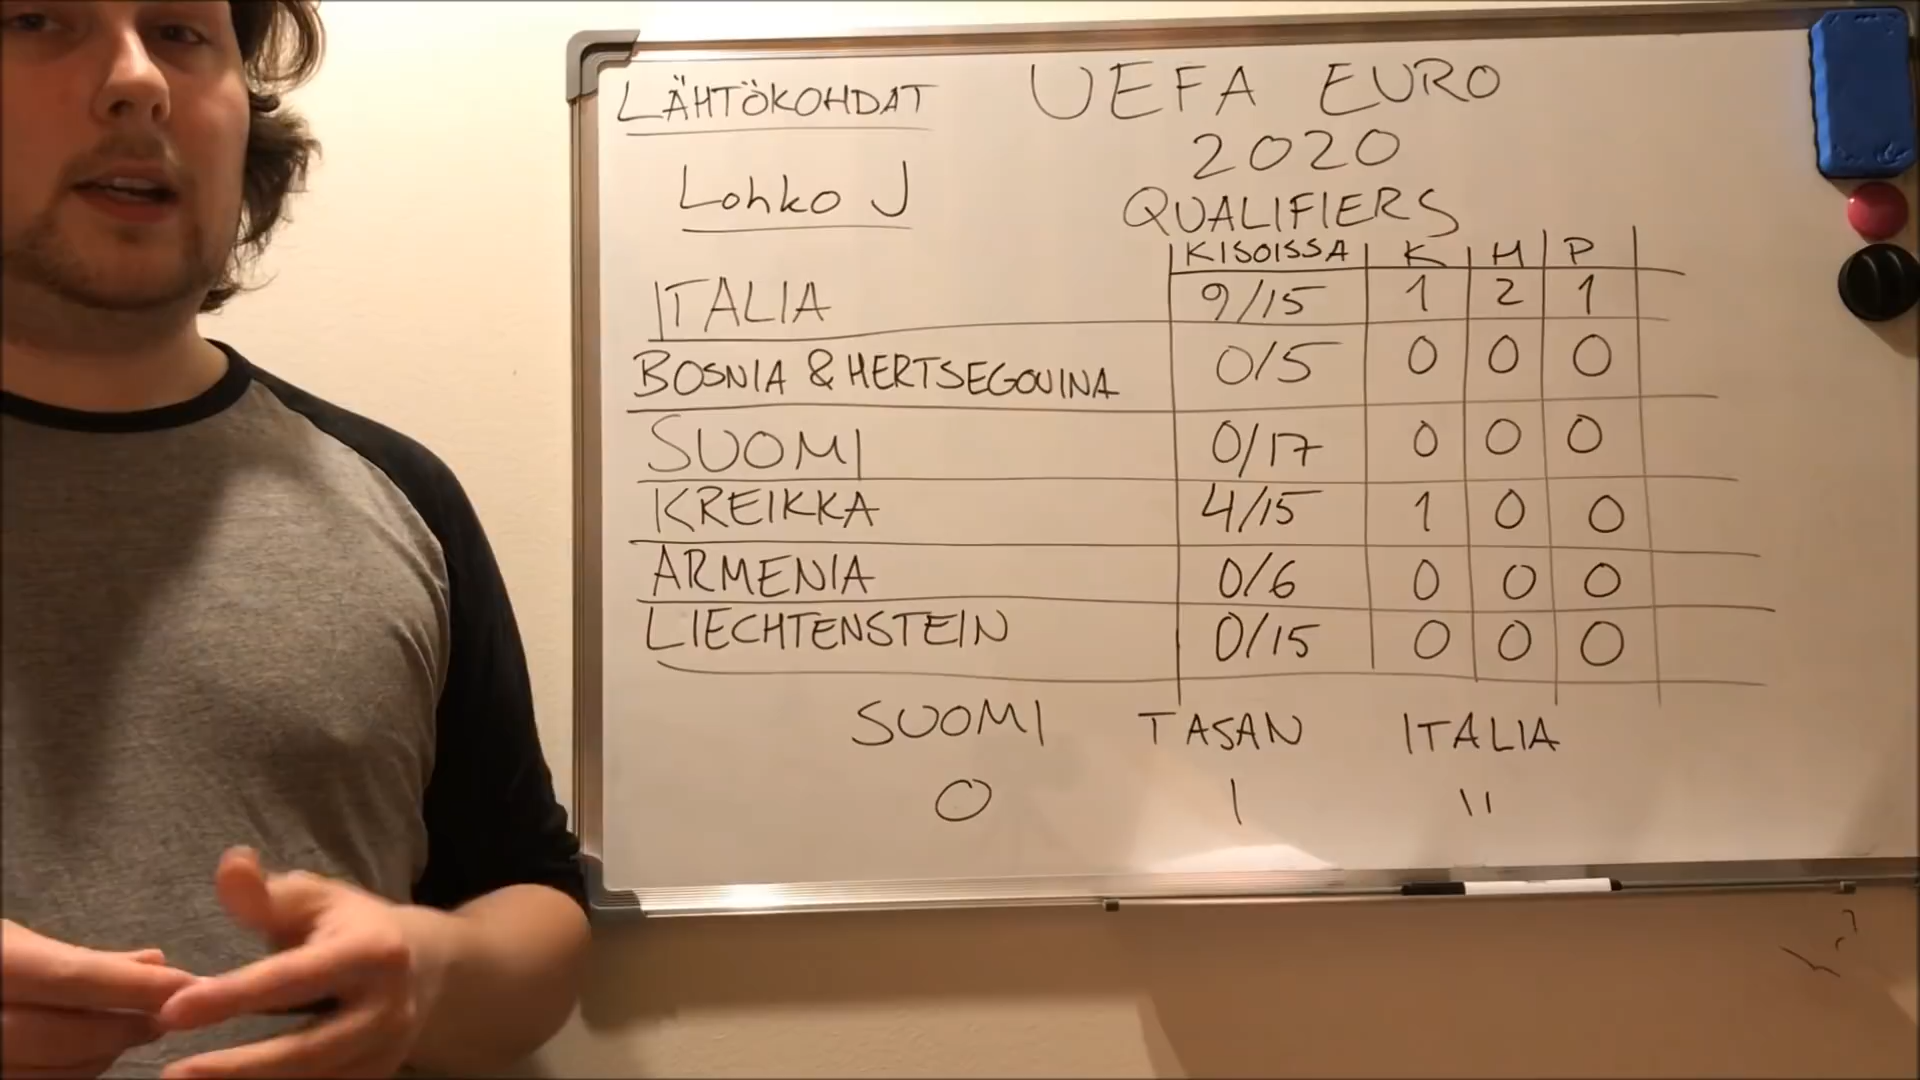 LÄHTÖKOHDAT
UEFA EURO
2020
QUALIFIERS
Lohko J
KISOISSA K H P
ITALIA 9/15 1 2 1
BOSNIA & HERTSEGOVINA 0/5 0 0 0
SUOMI 0/17 0 0 0
KREIKKA 4/15 1 0 0
ARMENIA 0/6 0 0 0
LIECHTENSTEIN 0/15 0 0 0
SUOMI TASAN ITALIA
0 | \ |